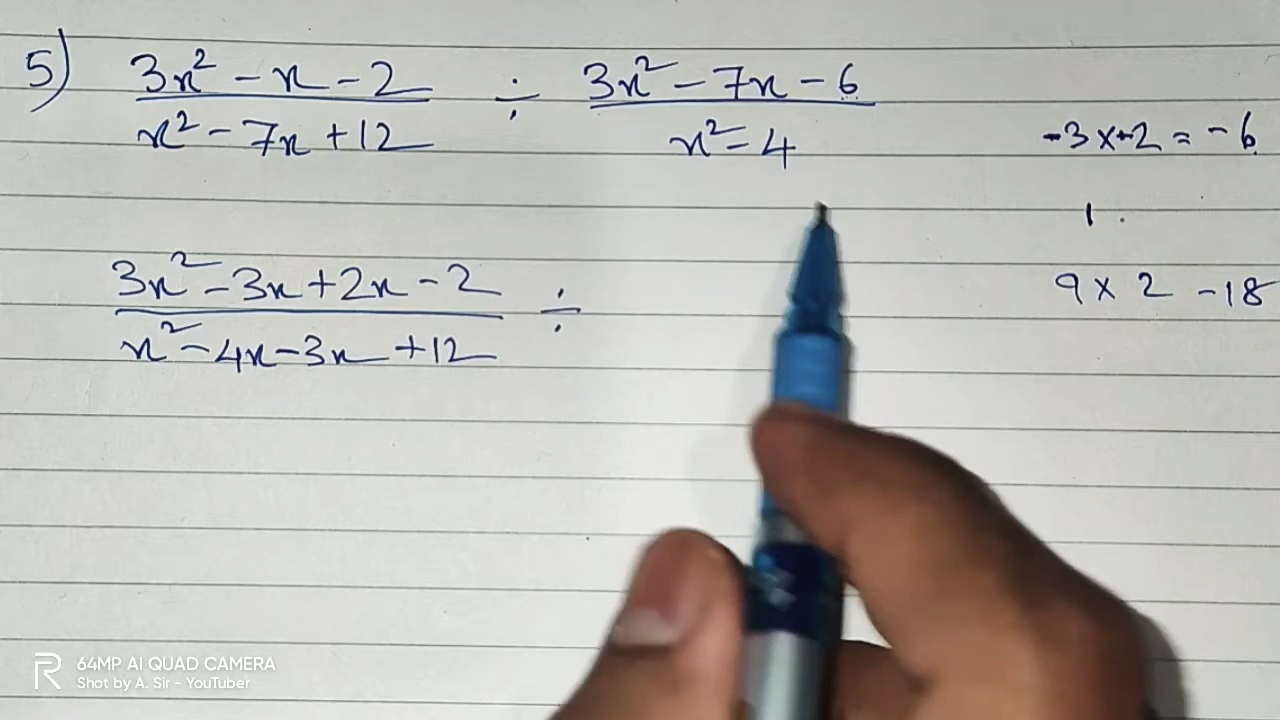 5) 3x² - x - 2 ÷ 3x² - 7x - 6
x² - 7x + 12 x² - 4
-3 x -2 = -6
1.
9 x 2 -18
3x² - 3x + 2x - 2 ÷
x² - 4x - 3x + 12
R 64MP AI QUAD CAMERA
Shot by A. Sir - YouTuber